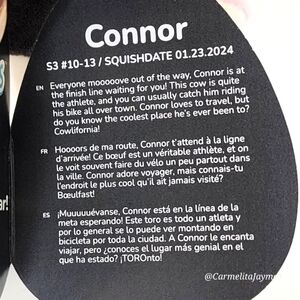 Connor
S3 #10-13 / SQUISHDATE 01.23.2024
EN Everyone mooooove out of the way, Connor is at
the finish line waiting for you! This cow is quite
the athlete, and you can usually catch him riding
his bike all over town. Connor loves to travel, but
do you know the coolest place he's ever been to?
Cowlifornia!
FR Hoooors de ma route, Connor t'attend à la ligne
d'arrivée! Ce bœuf est un véritable athlète, et on
le voit souvent faire du vélo un peu partout dans
la ville. Connor adore voyager, mais connais-tu
l'endroit le plus cool qu'il ait jamais visité?
Bœulfast!
ES ¡Muuuuuévanse, Connor está en la línea de la
meta esperando! Este toro es todo un atleta y
por lo general se lo puede ver montando en
bicicleta por toda la ciudad. A Connor le encanta
viajar, pero ¿conoces el lugar más genial en el
que ha estado? ¡TOROnto!
ar!
@CarmelitaJayme